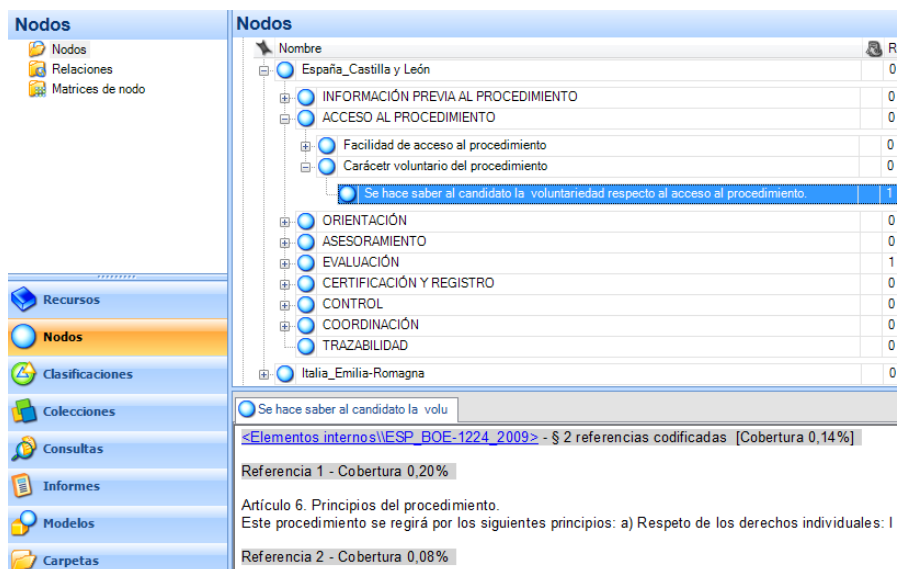 Nodos
Nodos
Relaciones
Matrices de nodo
Recursos
Nodos
Clasificaciones
Colecciones
Consultas
Informes
Modelos
Carpetas
Nodos
Nombre R
España_Castilla y León 0
INFORMACIÓN PREVIA AL PROCEDIMIENTO 0
ACCESO AL PROCEDIMIENTO 0
Facilidad de acceso al procedimiento 0
Carácetr voluntario del procedimiento 0
Se hace saber al candidato la voluntariedad respecto al acceso al procedimiento. 1
ORIENTACIÓN 0
ASESORAMIENTO 0
EVALUACIÓN 1
CERTIFICACIÓN Y REGISTRO 0
CONTROL 0
COORDINACIÓN 0
TRAZABILIDAD 0
Italia_Emilia-Romagna 0
Se hace saber al candidato la volu
<Elementos internos\\ESP_BOE-1224_2009> - § 2 referencias codificadas [Cobertura 0,14%]
Referencia 1 - Cobertura 0,20%
Artículo 6. Principios del procedimiento.
Este procedimiento se regirá por los siguientes principios: a) Respeto de los derechos individuales: l
Referencia 2 - Cobertura 0,08%